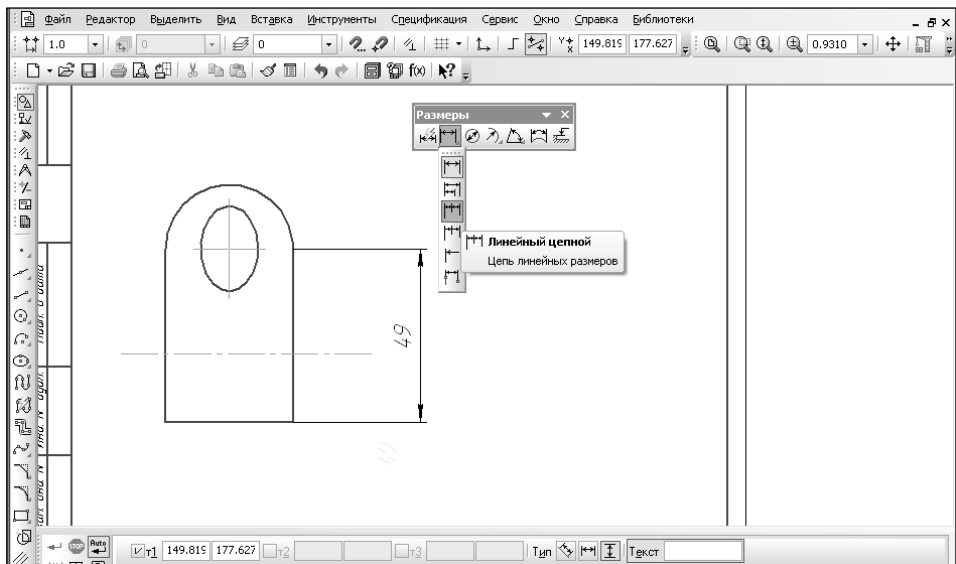 Файл Редактор Выделить Вид Вставка Инструменты Спецификация Сервис Окно Справка Библиотеки
1.0 0 0 149.819 177.627 0.9310
f(x)
Размеры
Линейный цепной
Цепь линейных размеров
49
49
Auto
STOP
т1 149.819 177.627 т2 т3 Тип Текст